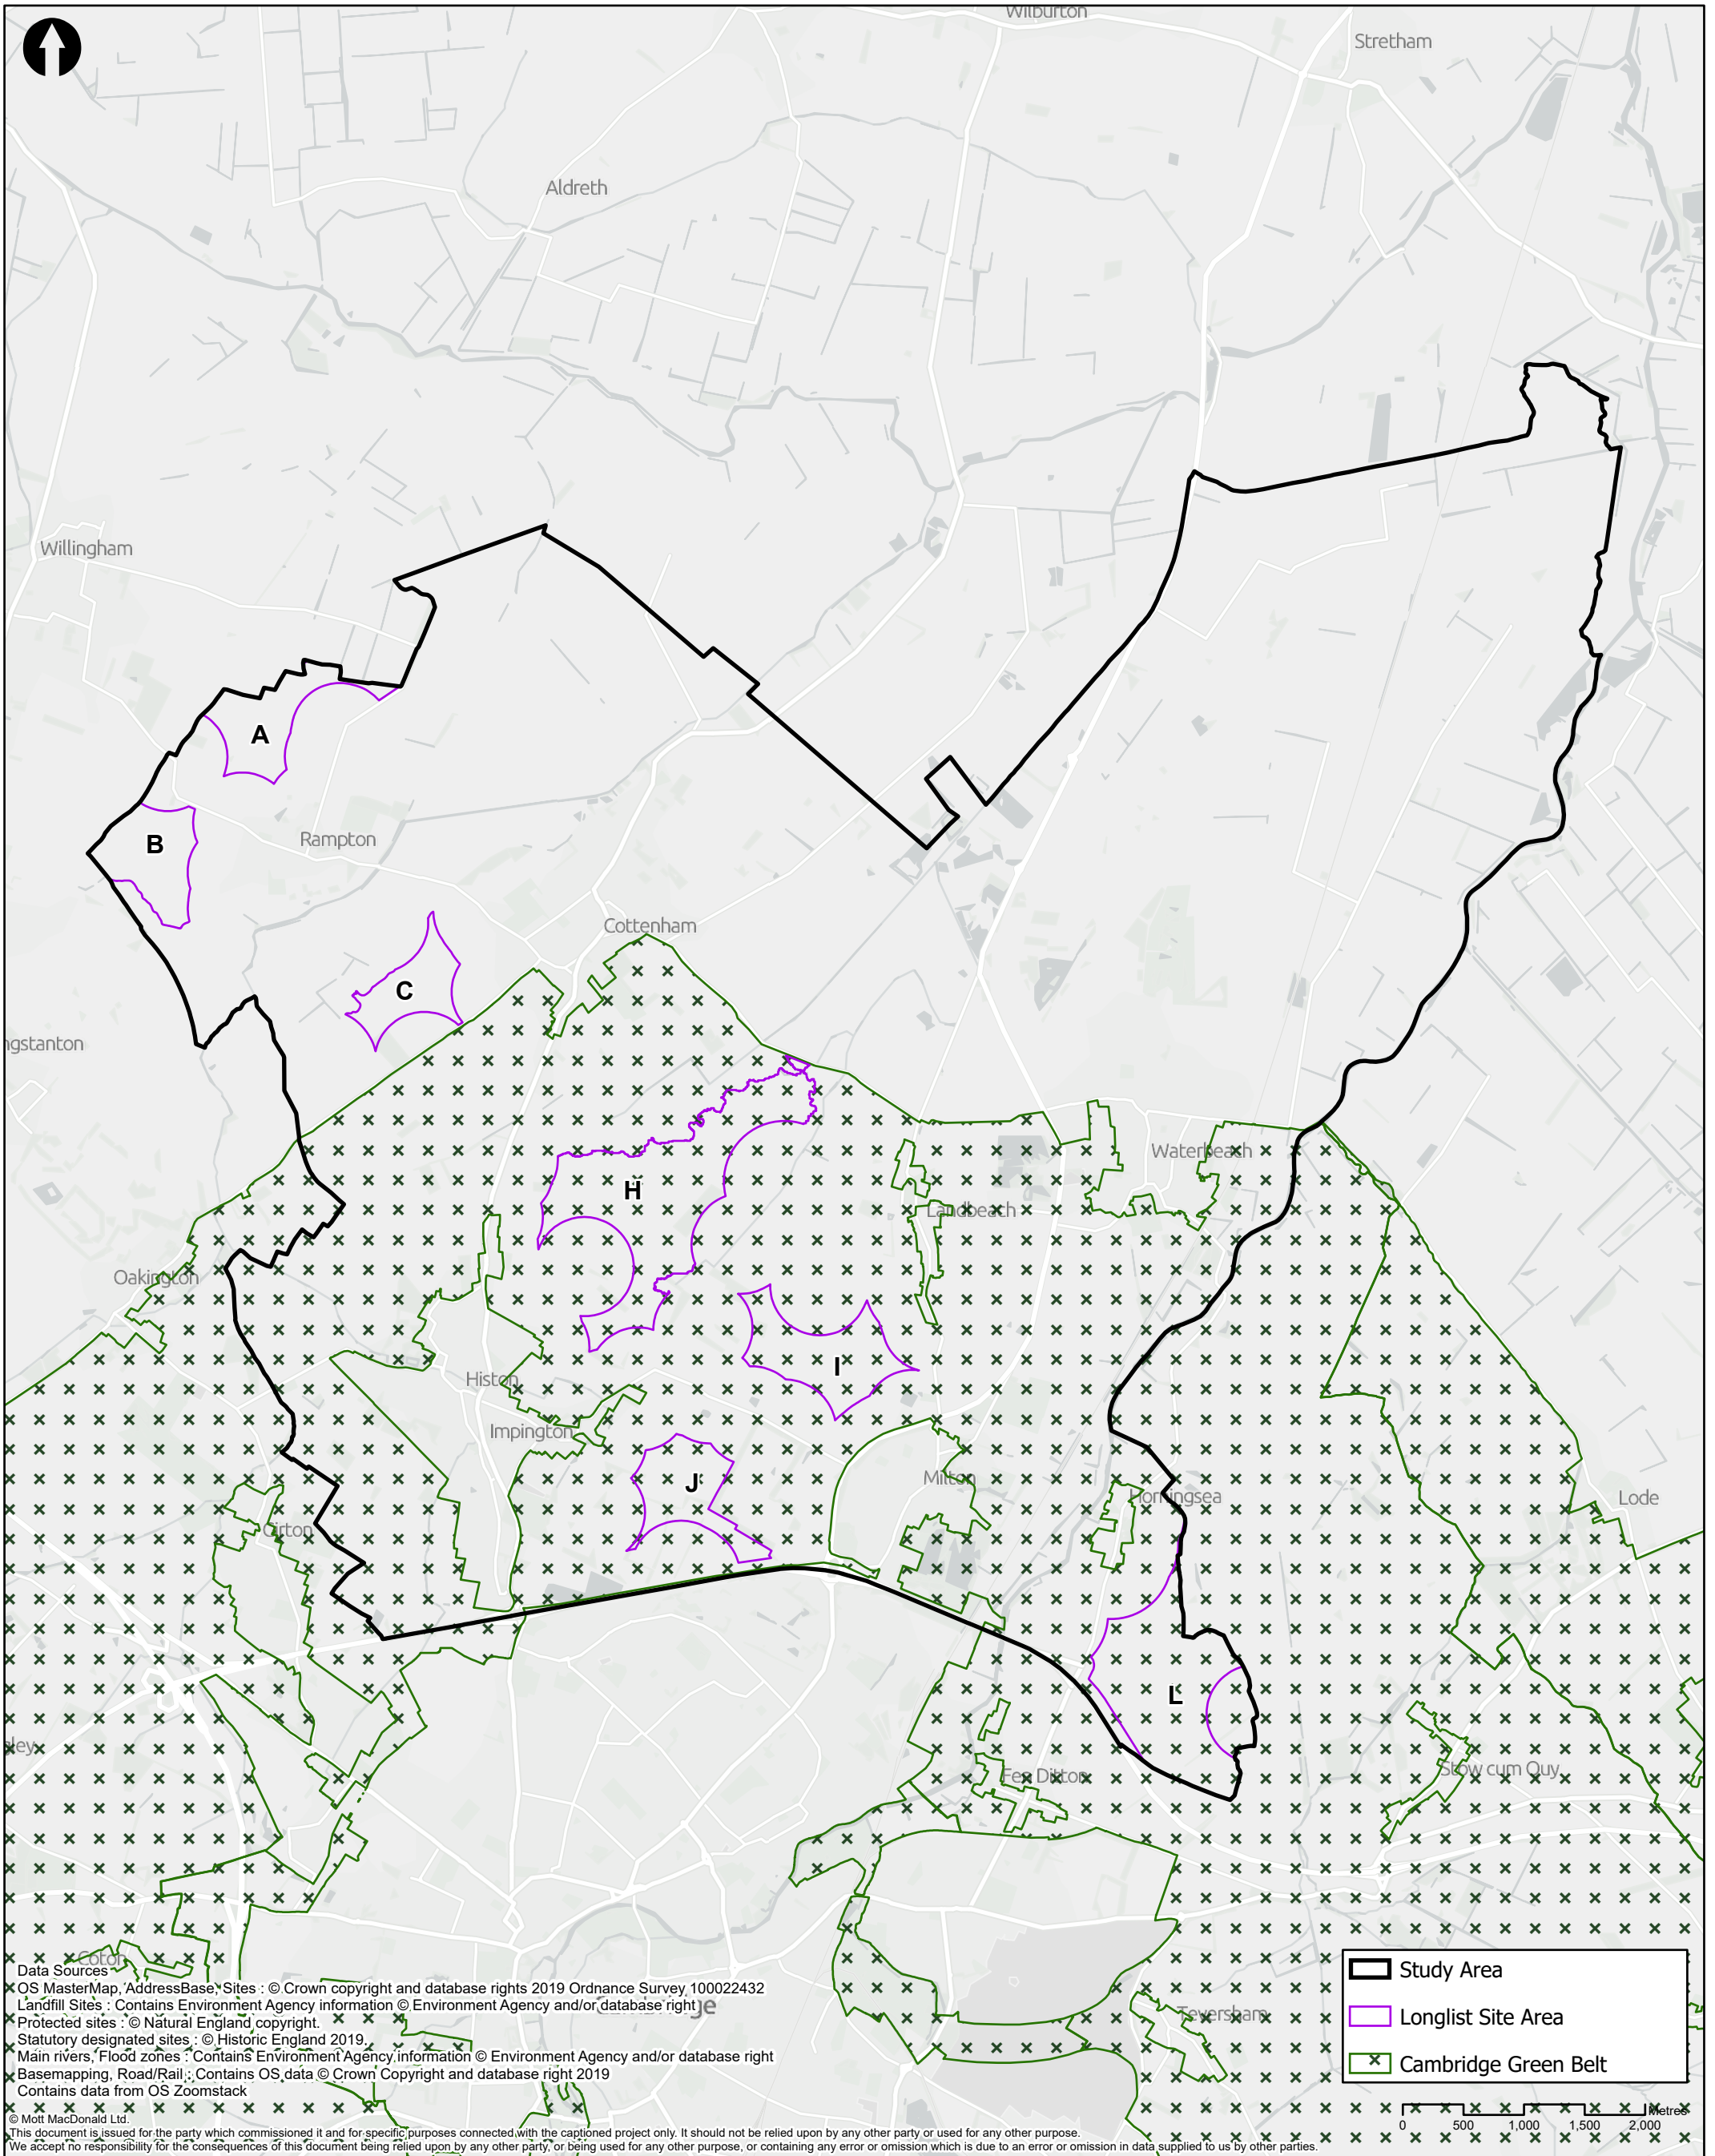 Wilburton
Stretham
Aldreth
Willingham
A
B
Rampton
Cottenham
C
ngstanton
Waterbeach
H
Landbeach
Oakington
I
Histon
Impington
J
Milton
Horningsea
Lode
Girton
L
Fen Ditton
Stow cum Quy
Coton
Cambridge
Teversham
Data Sources
OS MasterMap, AddressBase, Sites : © Crown copyright and database rights 2019 Ordnance Survey 100022432
Landfill Sites : Contains Environment Agency information © Environment Agency and/or database right
Protected sites : © Natural England copyright.
Statutory designated sites : © Historic England 2019.
Main rivers, Flood zones : Contains Environment Agency information © Environment Agency and/or database right
Basemapping, Road/Rail : Contains OS data © Crown Copyright and database right 2019
Contains data from OS Zoomstack
© Mott MacDonald Ltd.
This document is issued for the party which commissioned it and for specific purposes connected with the captioned project only. It should not be relied upon by any other party or used for any other purpose.
We accept no responsibility for the consequences of this document being relied upon by any other party, or being used for any other purpose, or containing any error or omission which is due to an error or omission in data supplied to us by other parties.
Study Area
Longlist Site Area
Cambridge Green Belt
Metres
0 500 1,000 1,500 2,000